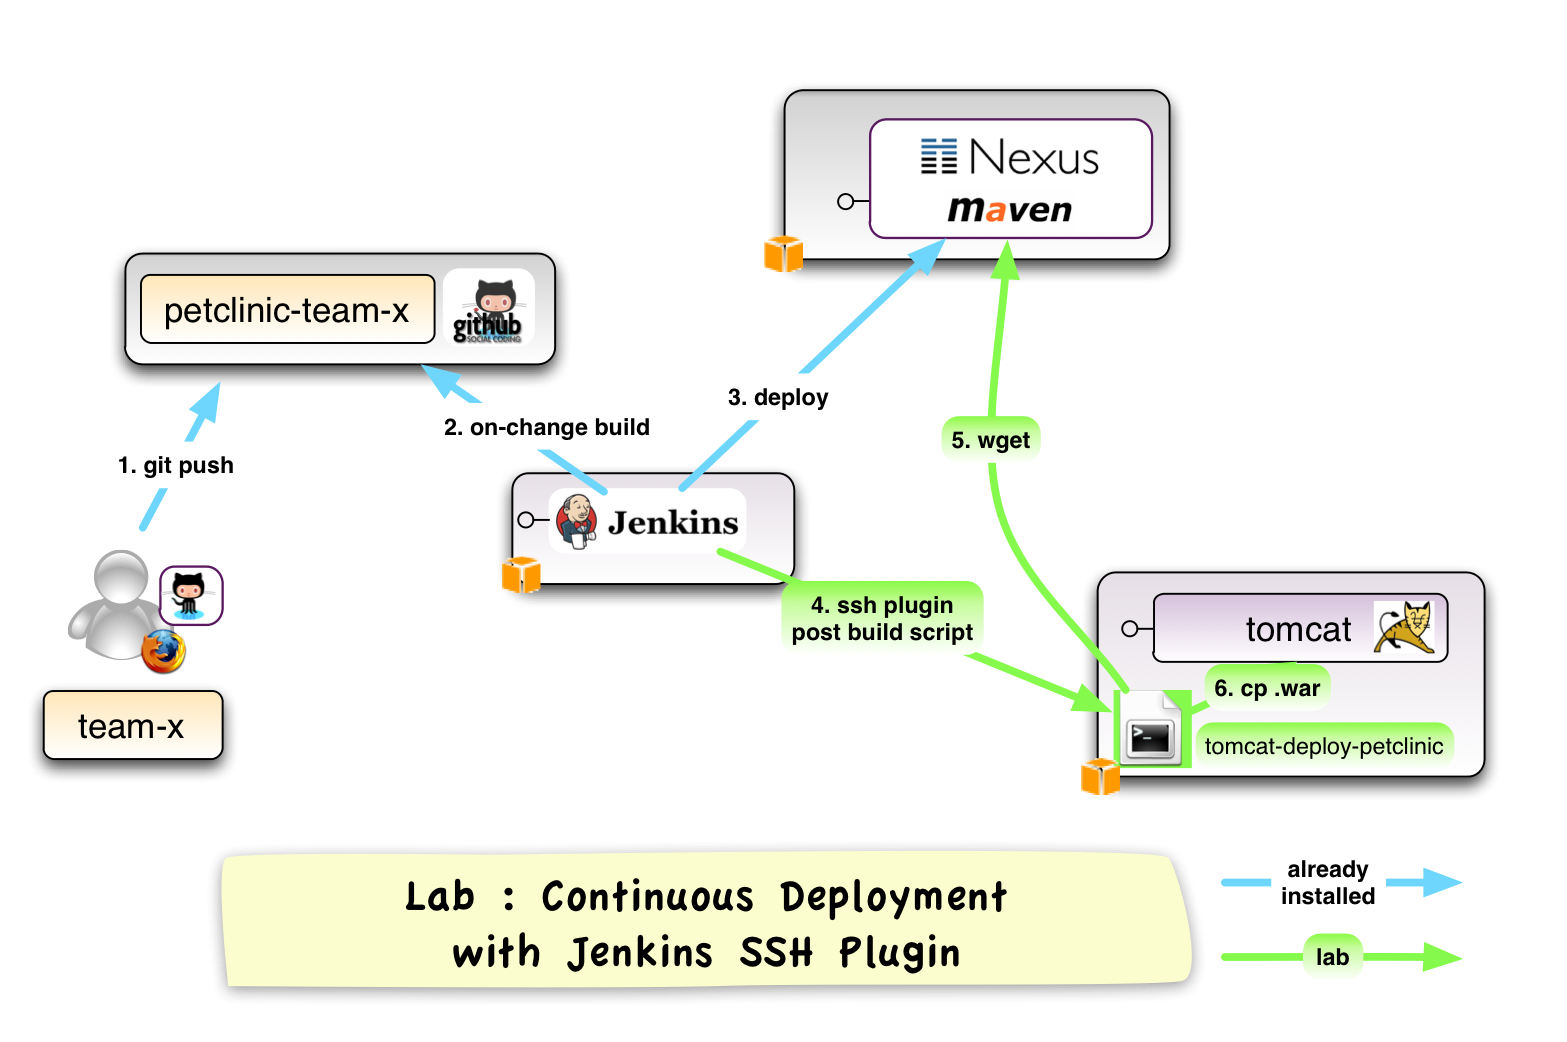 Nexus
maven
petclinic-team-x
github
SOCIAL CODING
3. deploy
2. on-change build
5. wget
1. git push
Jenkins
4. ssh plugin
post build script
tomcat
6. cp .war
>_
tomcat-deploy-petclinic
team-x
Lab : Continuous Deployment
with Jenkins SSH Plugin
already
installed
lab